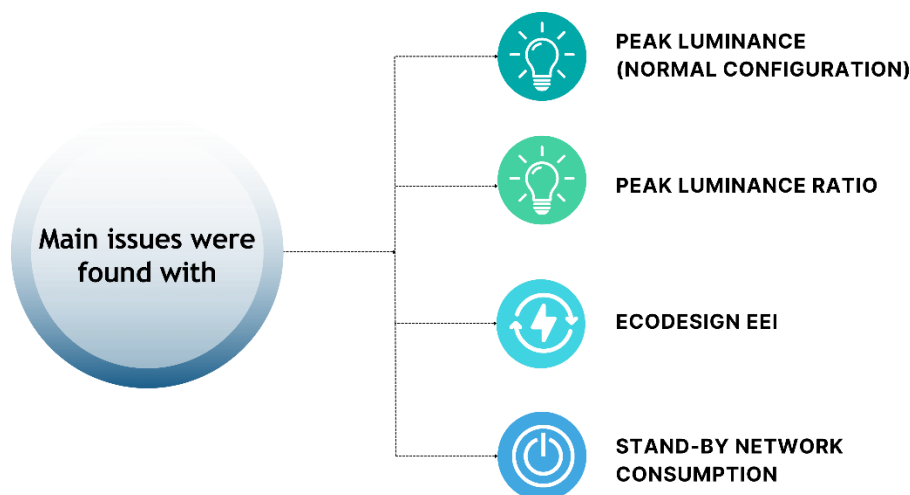 Main issues were
found with
PEAK LUMINANCE
(NORMAL CONFIGURATION)
PEAK LUMINANCE RATIO
ECODESIGN EEI
STAND-BY NETWORK
CONSUMPTION